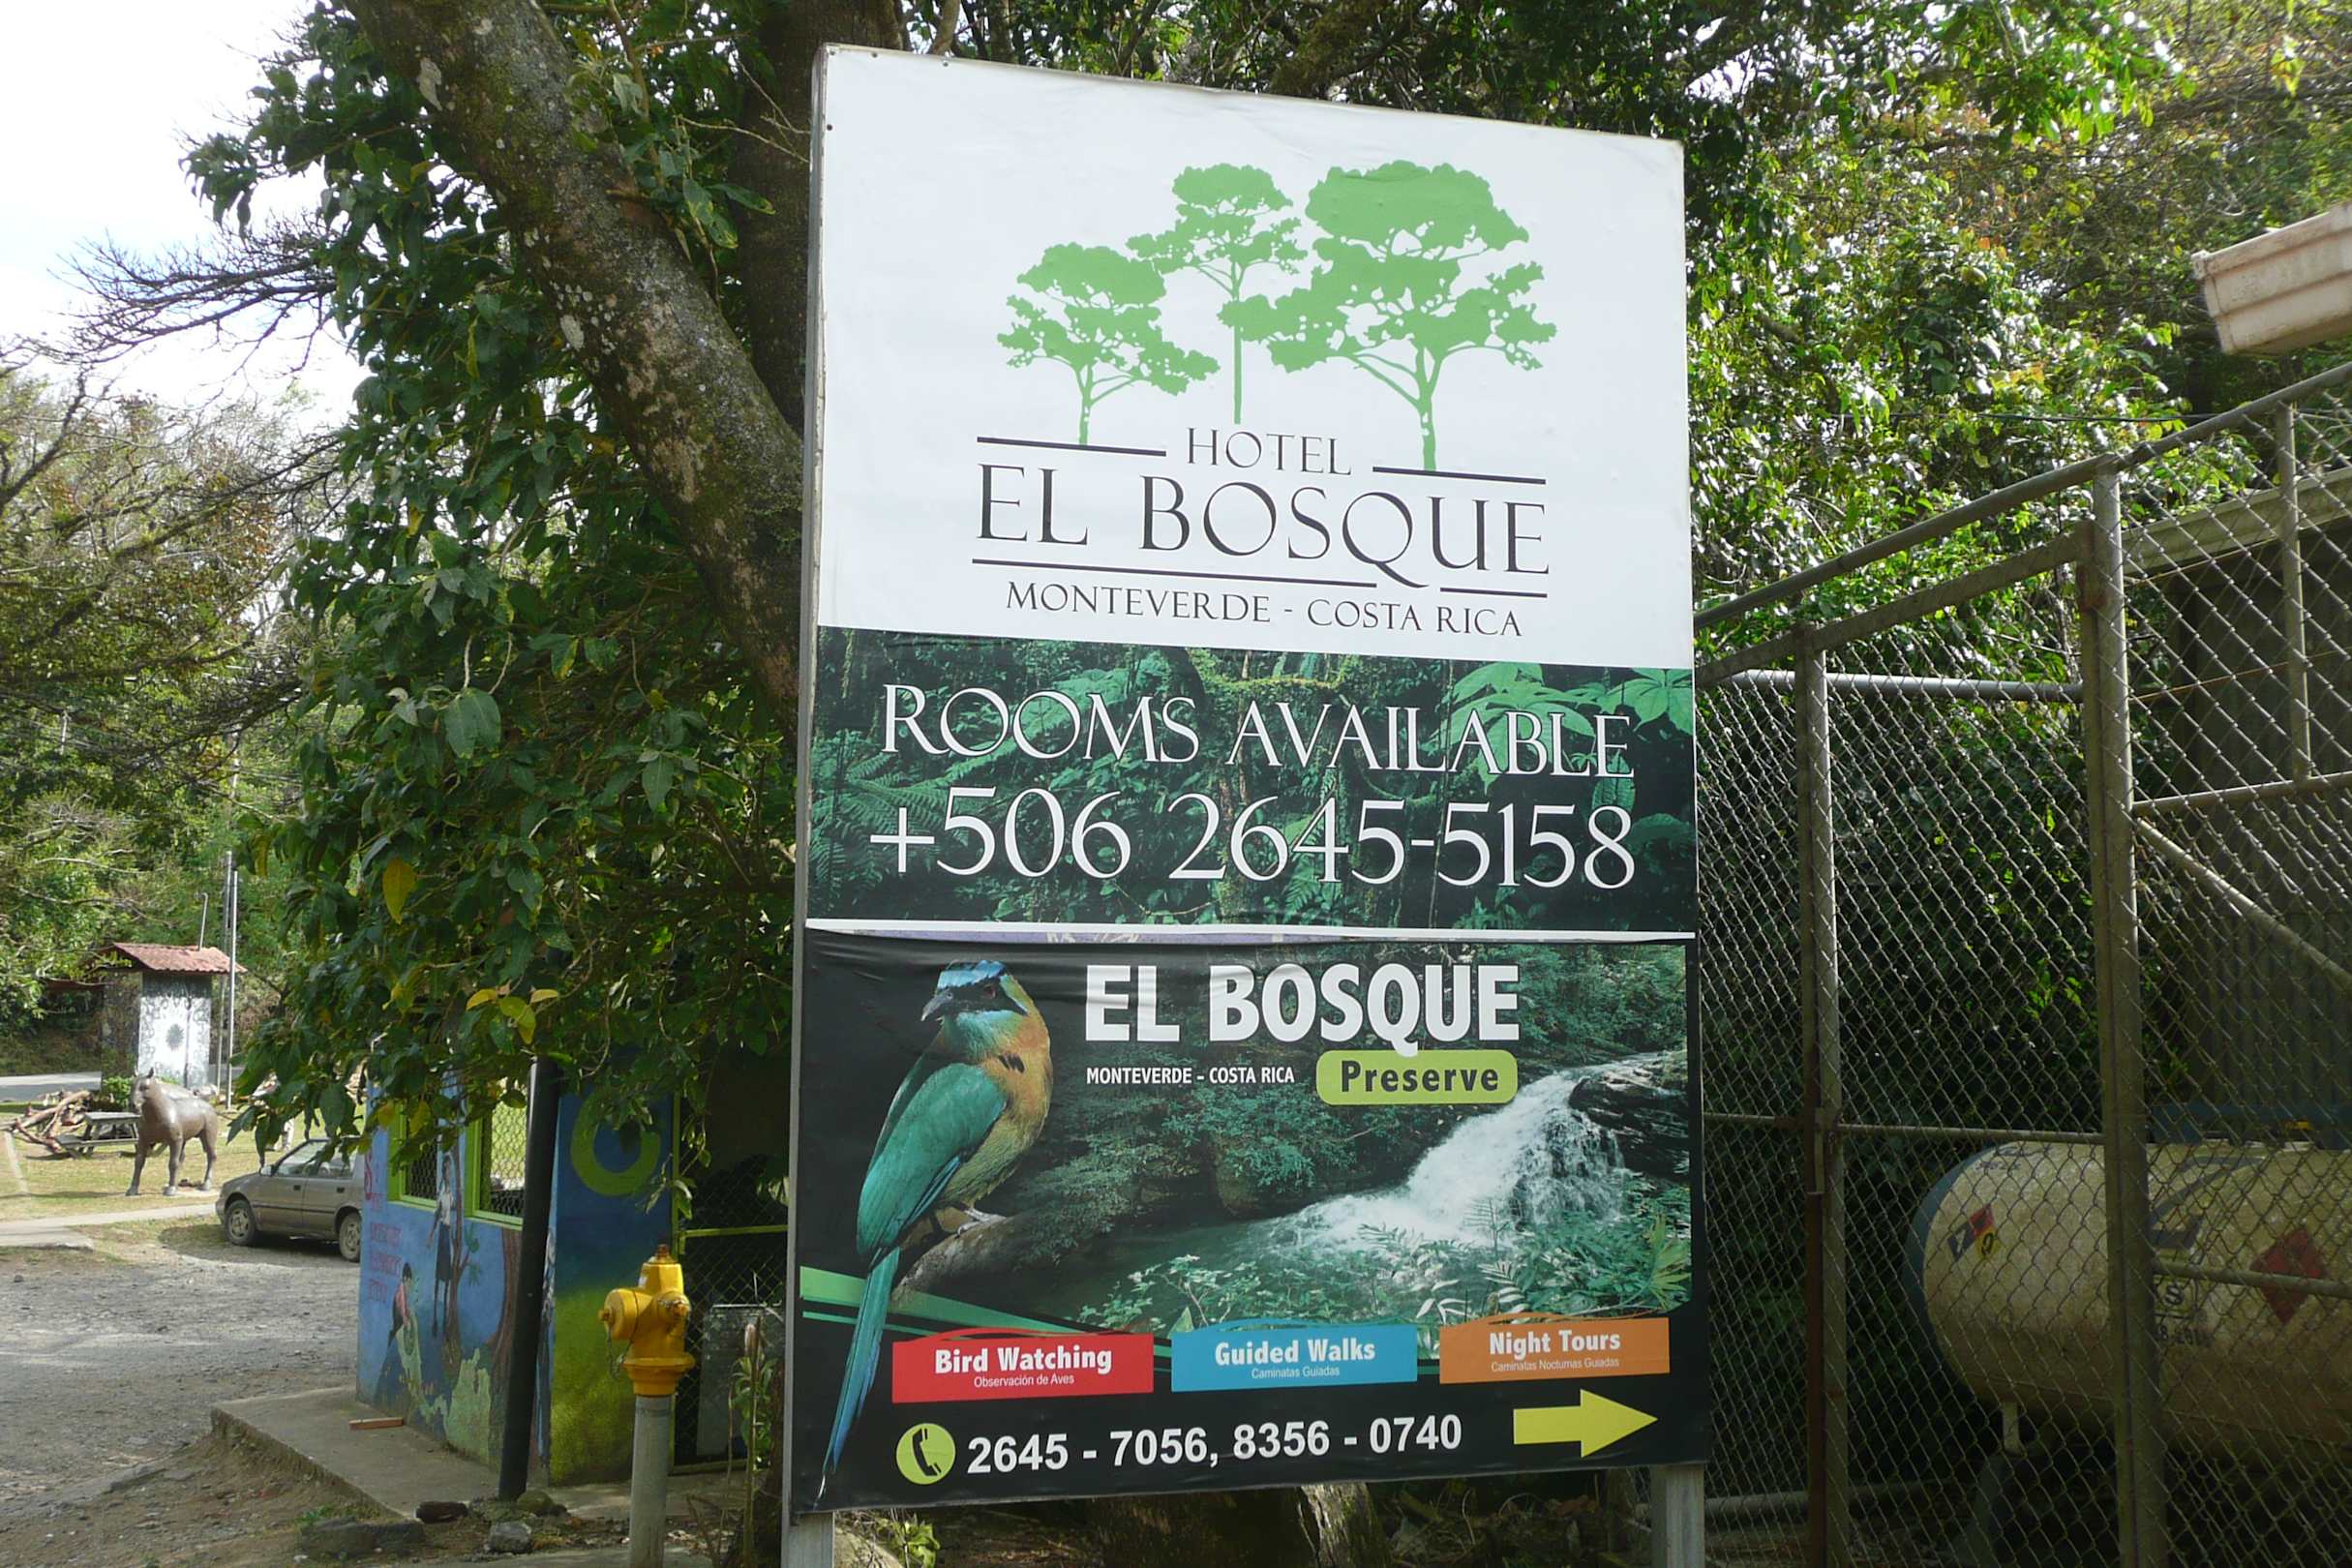 HOTEL
EL BOSQUE
MONTEVERDE - COSTA RICA
ROOMS AVAILABLE
+506 2645-5158
EL BOSQUE
MONTEVERDE - COSTA RICA
Preserve
Bird Watching
Observación de Aves
Guided Walks
Caminatas Guiadas
Night Tours
Caminatas Nocturnas Guiadas
2645 - 7056, 8356 - 0740